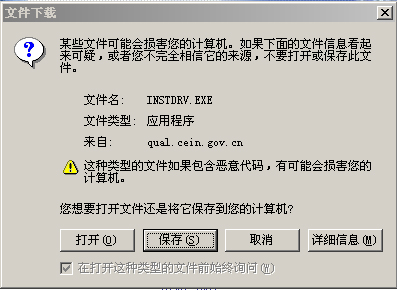 文件下载
某些文件可能会损害您的计算机。如果下面的文件信息看起
来可疑，或者您不完全相信它的来源，不要打开或保存此文
件。
文件名： INSTDRV.EXE
文件类型： 应用程序
来自： qual.cein.gov.cn
这种类型的文件如果包含恶意代码，有可能会损害您的
计算机。
您想要打开文件还是将它保存到您的计算机?
打开(O) 保存(S) 取消 详细信息(M)
在打开这种类型的文件前始终询问(W)